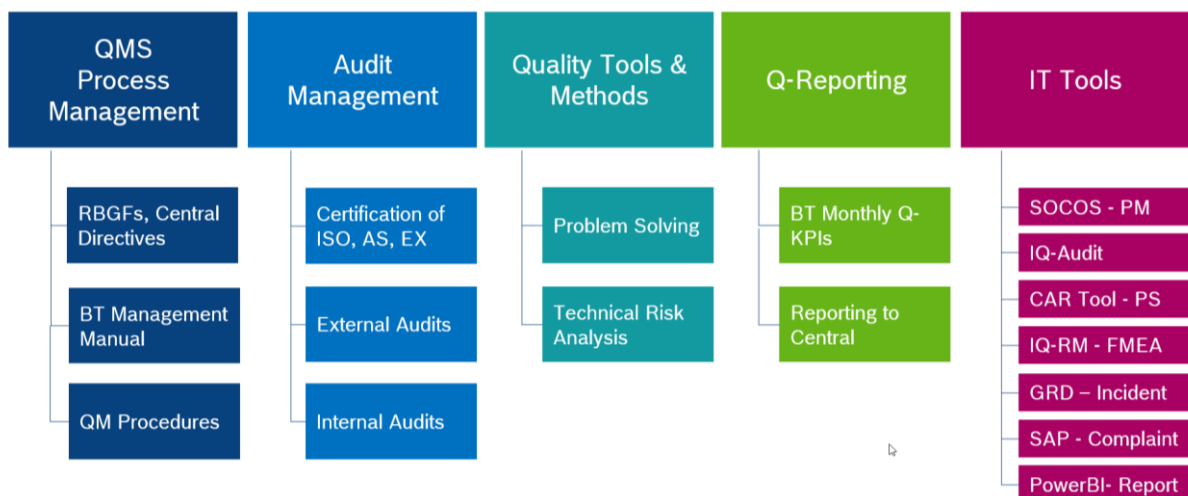 QMS
Process
Management
RBGFs, Central
Directives
BT Management
Manual
QM Procedures
Audit
Management
Certification of
ISO, AS, EX
External Audits
Internal Audits
Quality Tools &
Methods
Problem Solving
Technical Risk
Analysis
Q-Reporting
BT Monthly Q-
KPIs
Reporting to
Central
IT Tools
SOCOS - PM
IQ-Audit
CAR Tool - PS
IQ-RM - FMEA
GRD – Incident
SAP - Complaint
PowerBI- Report